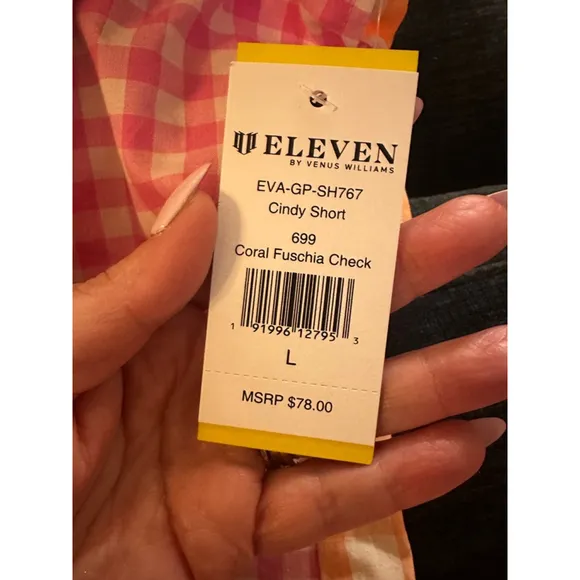 ELEVEN
BY VENUS WILLIAMS
EVA-GP-SH767
Cindy Short
699
Coral Fuschia Check
1 91996 12795 3
L
MSRP $78.00